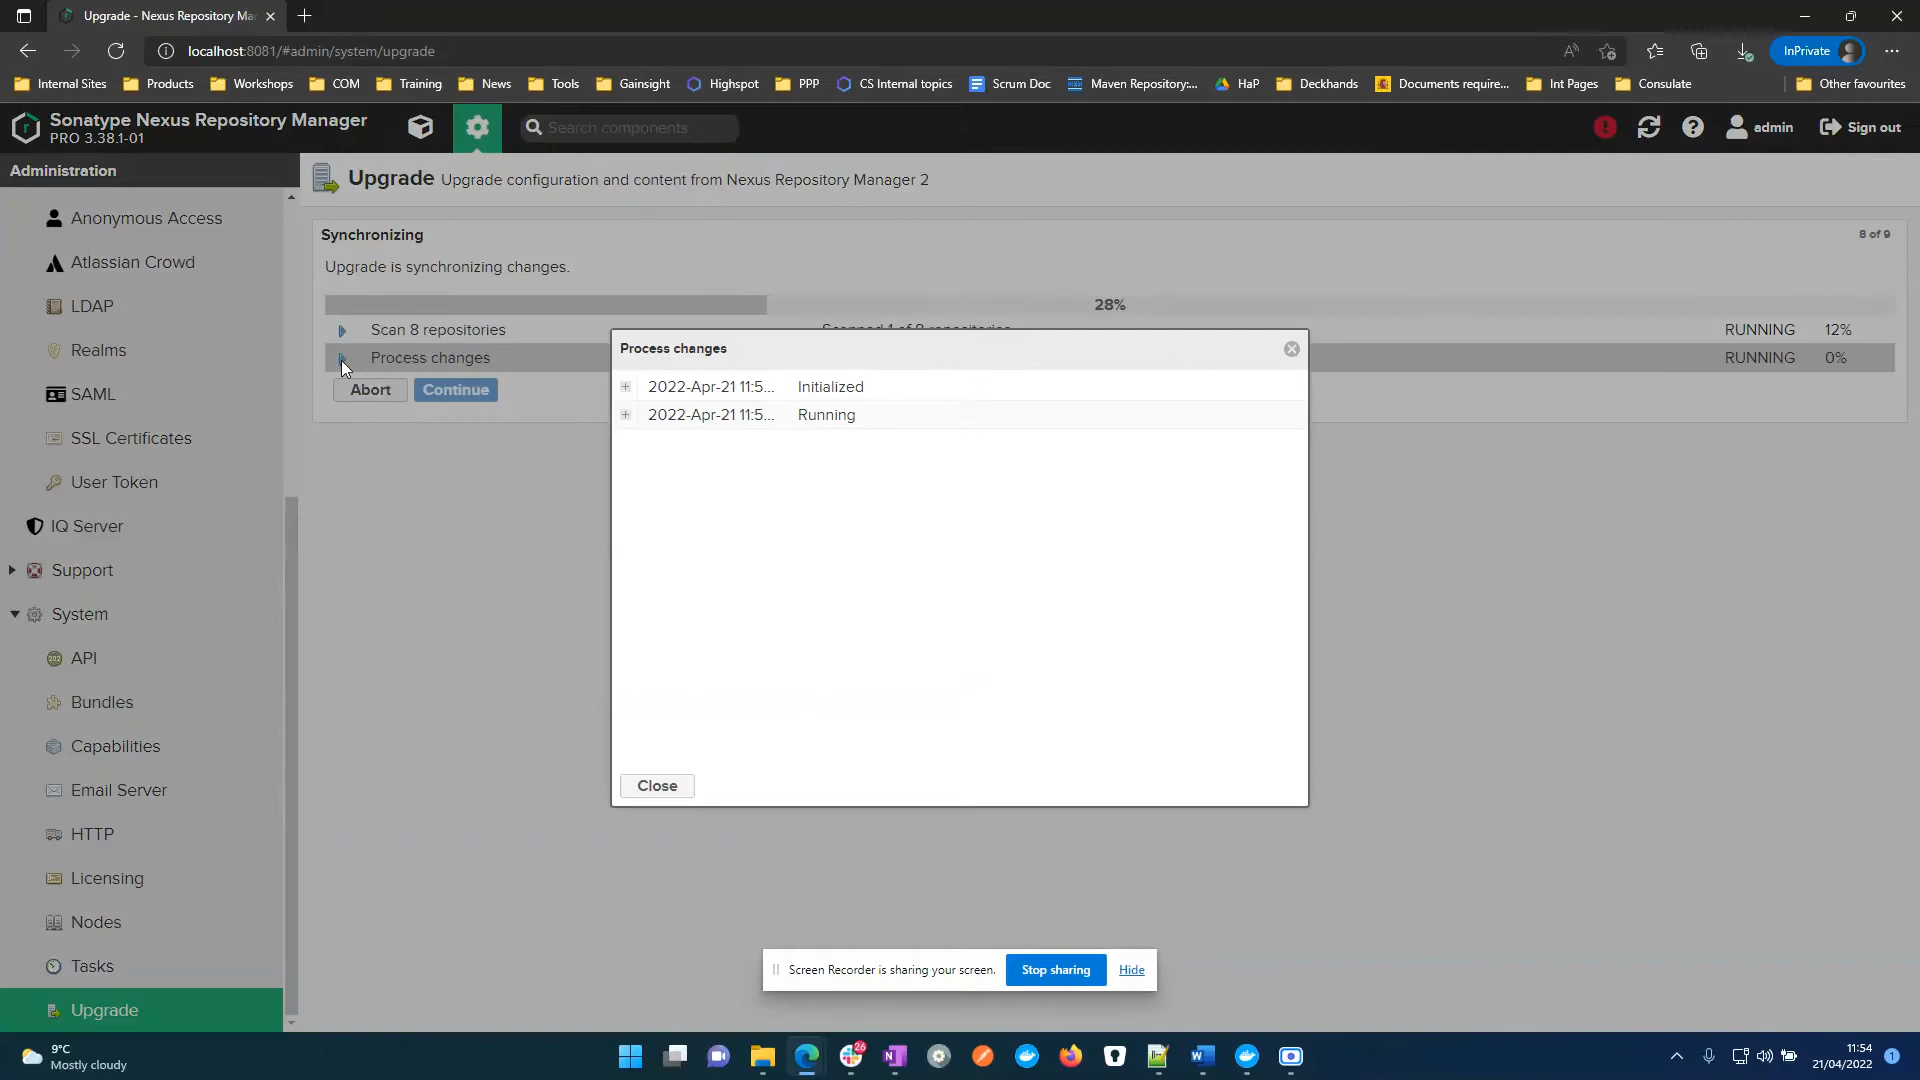 Upgrade - Nexus Repository Ma
localhost:8081/#admin/system/upgrade
InPrivate
Internal Sites
Products
Workshops
COM
Training
News
Tools
Gainsight
Highspot
PPP
CS Internal topics
Scrum Doc
Maven Repository:...
HaP
Deckhands
Documents require...
Int Pages
Consulate
Other favourites
Sonatype Nexus Repository Manager
PRO 3.38.1-01
Search components
admin
Sign out
Administration
Anonymous Access
Atlassian Crowd
LDAP
Realms
SAML
SSL Certificates
User Token
IQ Server
Support
System
API
Bundles
Capabilities
Email Server
HTTP
Licensing
Nodes
Tasks
Upgrade
Upgrade Upgrade configuration and content from Nexus Repository Manager 2
Synchronizing
8 of 9
Upgrade is synchronizing changes.
28%
Scan 8 repositories
Scanned 1 of 8 repositories
RUNNING 12%
Process changes
RUNNING 0%
Abort
Continue
Process changes
2022-Apr-21 11:5... Initialized
2022-Apr-21 11:5... Running
Close
Screen Recorder is sharing your screen.
Stop sharing
Hide
9°C
Mostly cloudy
26
11:54
21/04/2022
1